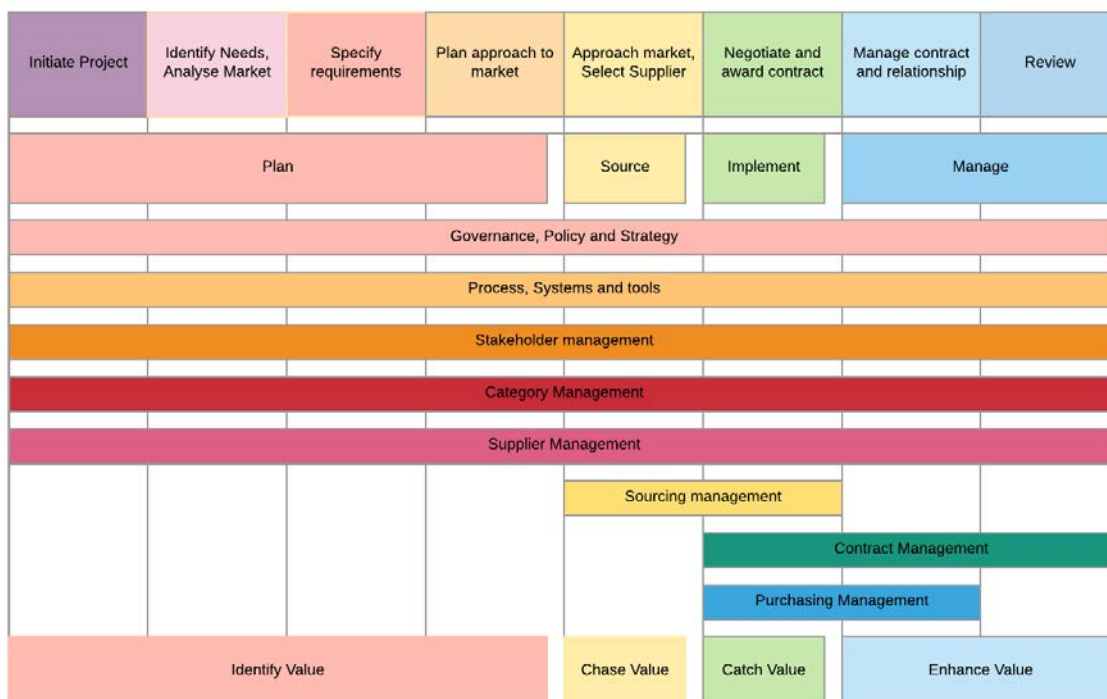 Initiate Project
Identify Needs,
Analyse Market
Specify
requirements
Plan approach to
market
Approach market,
Select Supplier
Negotiate and
award contract
Manage contract
and relationship
Review
Plan
Source
Implement
Manage
Governance, Policy and Strategy
Process, Systems and tools
Stakeholder management
Category Management
Supplier Management
Sourcing management
Contract Management
Purchasing Management
Identify Value
Chase Value
Catch Value
Enhance Value